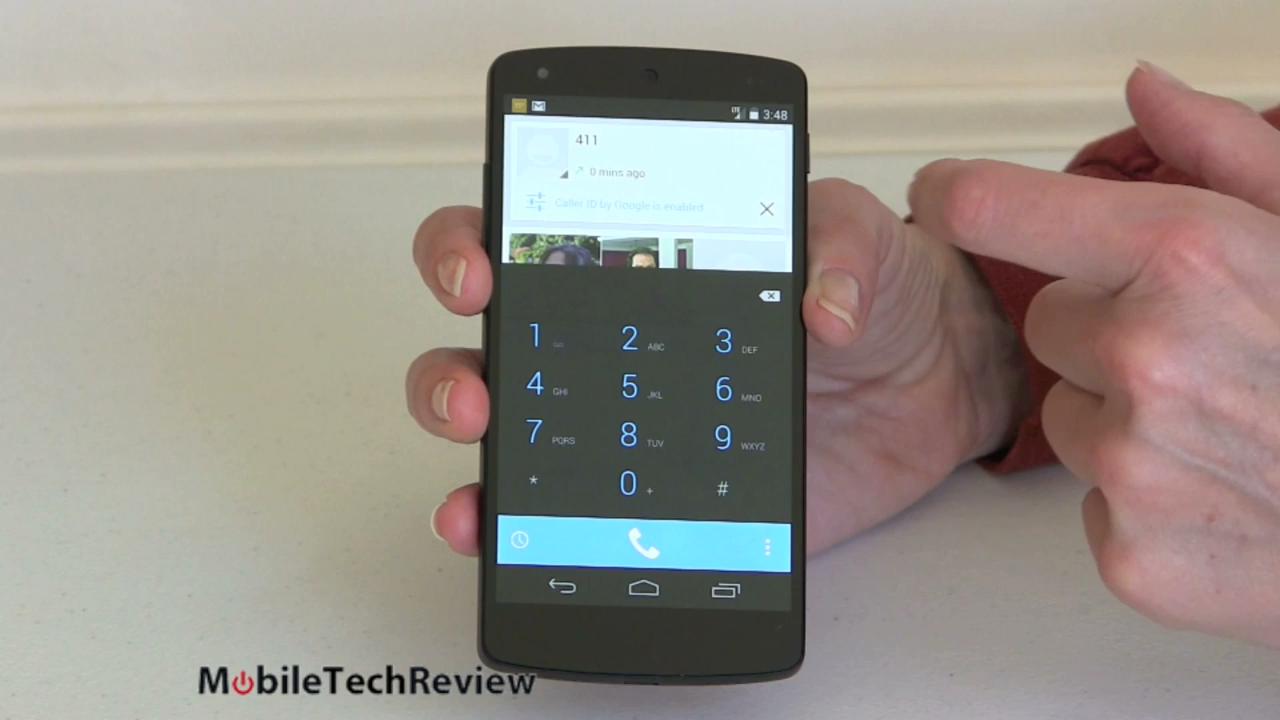 3:48
411
0 mins ago
Caller ID by Google is enabled
1 2 ABC 3 DEF
4 GHI 5 JKL 6 MNO
7 PQRS 8 TUV 9 WXYZ
* 0 + #
MobileTechReview